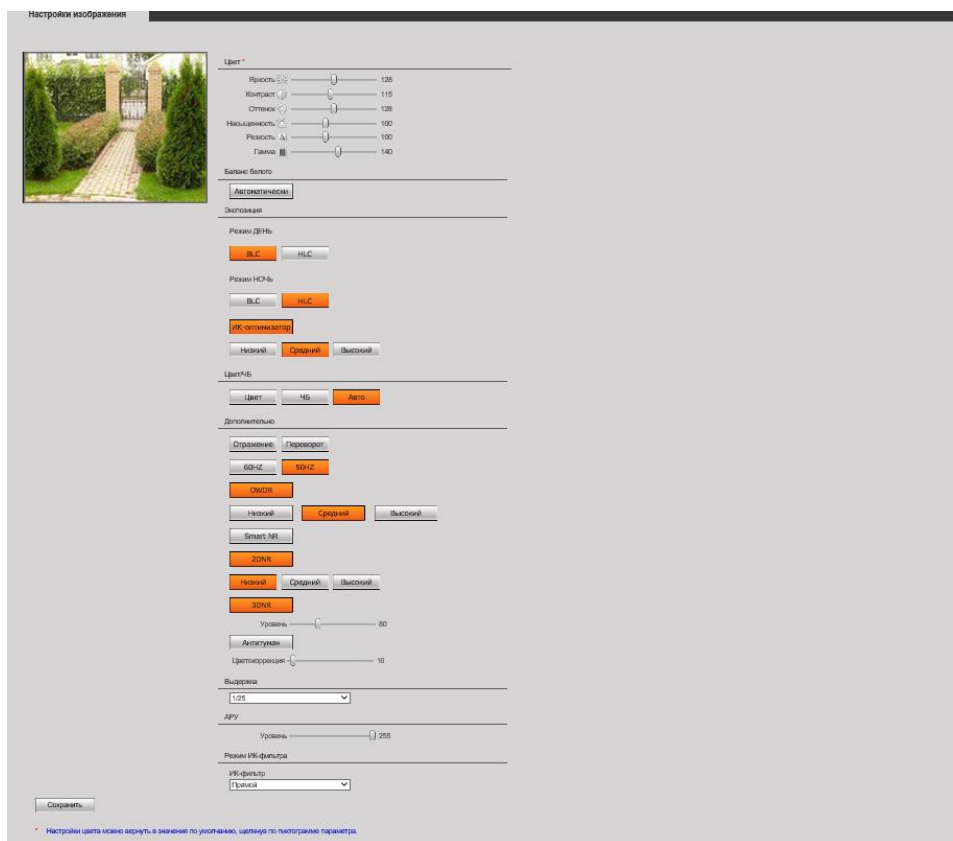 Настройки изображения
Цвет *
Яркость 128
Контраст 115
Оттенок 128
Насыщенность 100
Резкость 100
Гамма 140
Баланс белого
Автоматически
Экспозиция
Режим ДЕНЬ
BLC HLC
Режим НОЧЬ
BLC HLC
ИК-оптимизатор
Низкий Средний Высокий
Цвет/ЧБ
Цвет ЧБ Авто
Дополнительно
Отражение Переворот
60HZ 50HZ
DWDR
Низкий Средний Высокий
Smart NR
2DNR
Низкий Средний Высокий
3DNR
Уровень 80
Антитуман
Цветокоррекция 10
Выдержка
1/25
АРУ
Уровень 255
Режим ИК-фильтра
ИК-фильтр
Прямой
Сохранить
* Настройки цвета можно вернуть в значения по умолчанию, щелкнув по пиктограмме параметра.